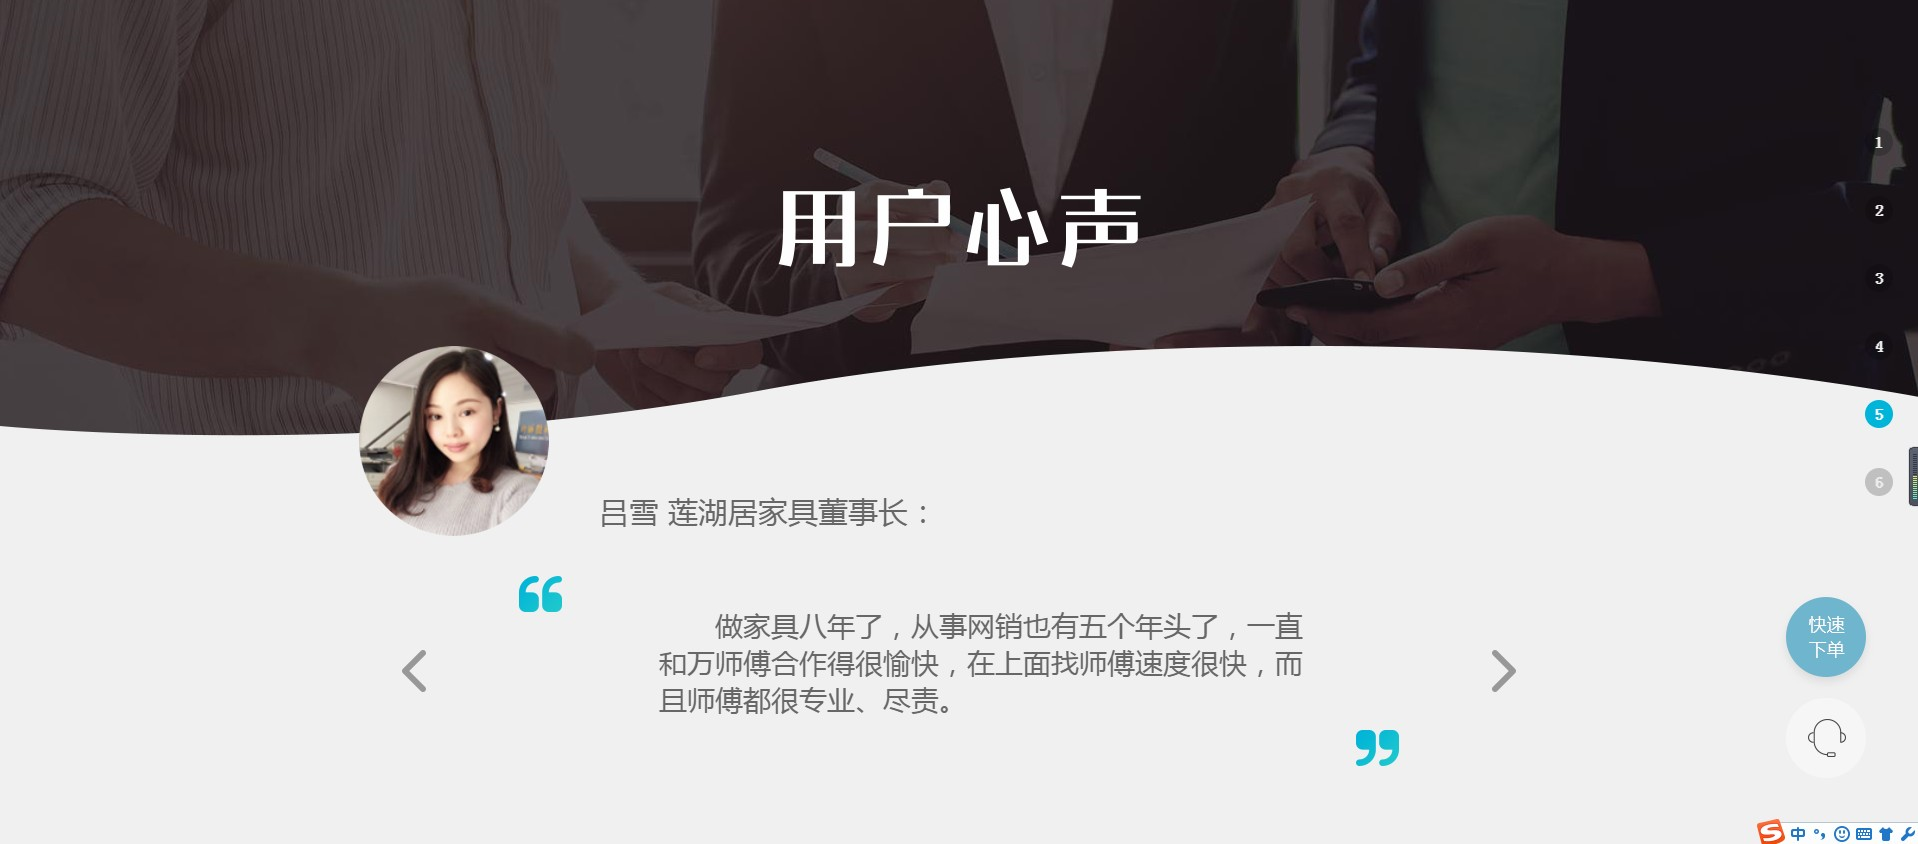 用户心声
1
2
3
4
5
6
吕雪 莲湖居家具董事长：
做家具八年了，从事网销也有五个年头了，一直
和万师傅合作得很愉快，在上面找师傅速度很快，而
且师傅都很专业、尽责。
快速
下单
S 中